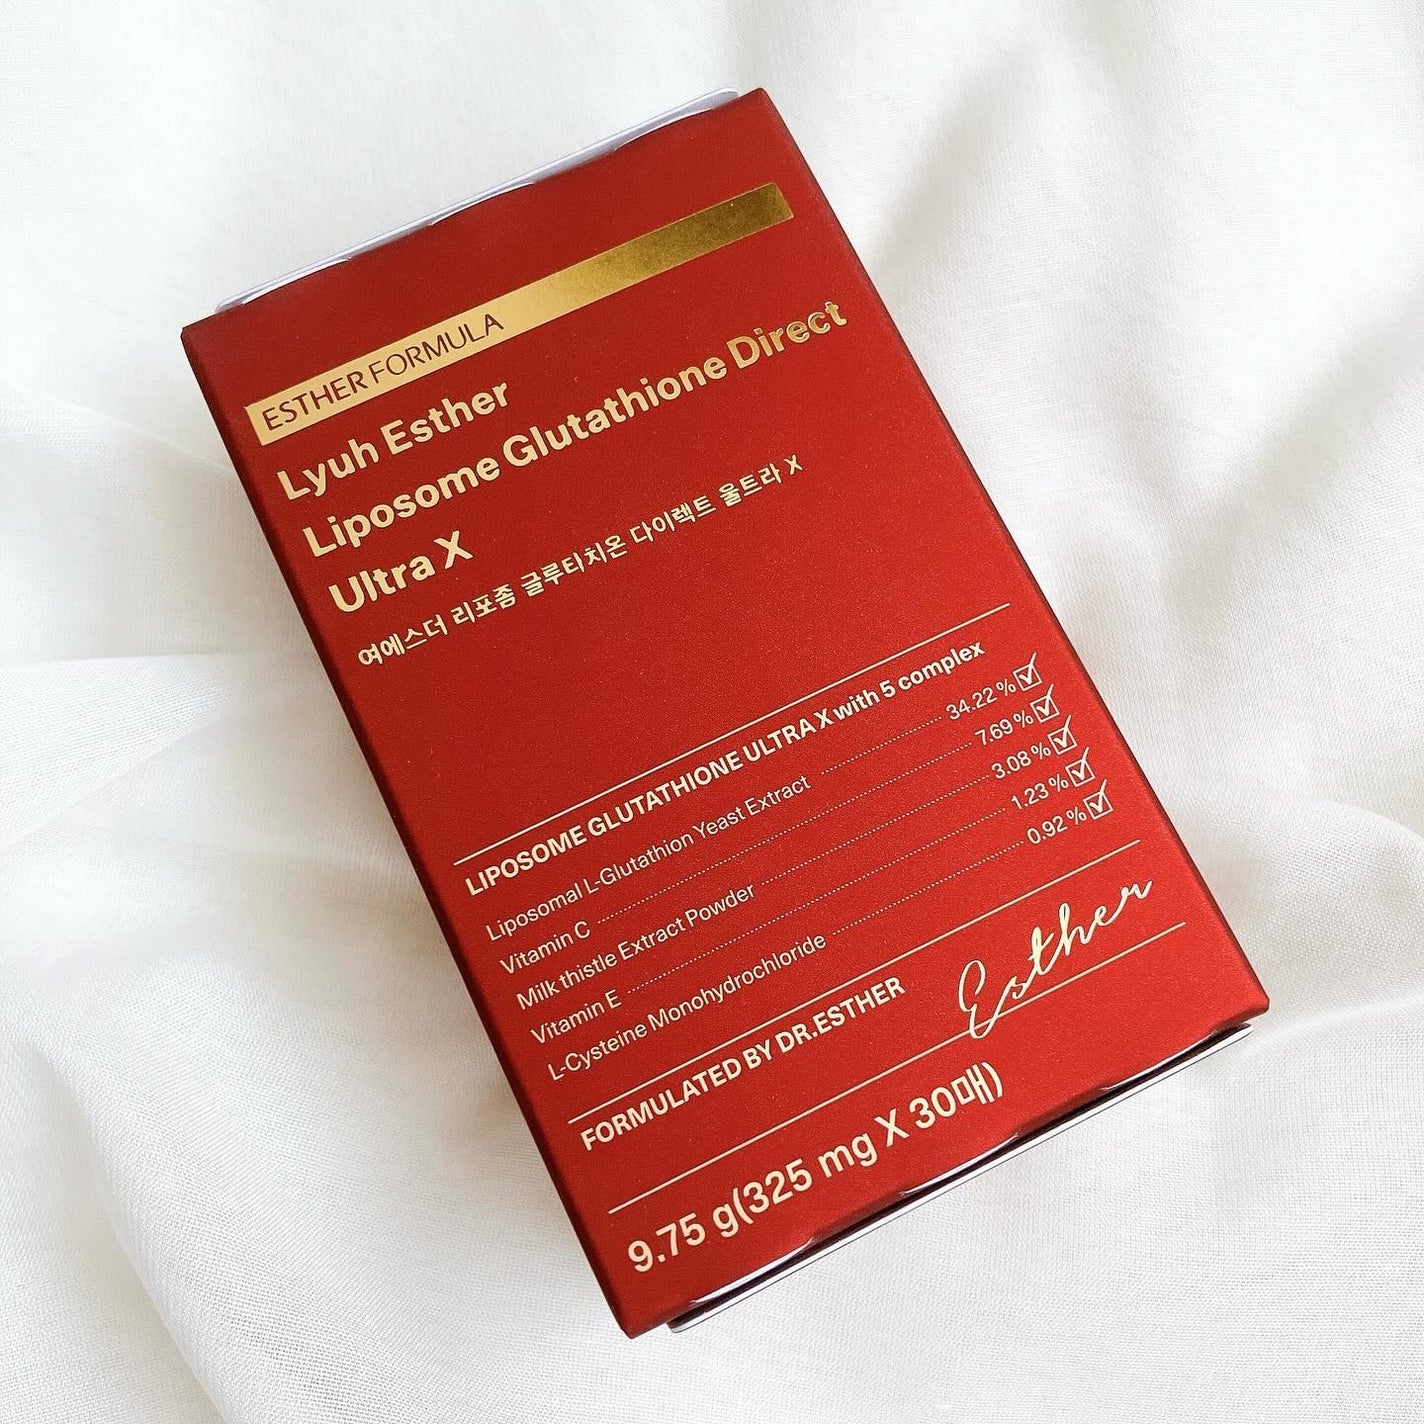 ESTHER FORMULA
Lyuh Esther
Liposome Glutathione Direct
Ultra X
여에스더 리포좀 글루타치온 다이렉트 울트라 X
LIPOSOME GLUTATHIONE ULTRA X with 5 complex
Liposomal L-Glutathion Yeast Extract 34.22 %
Vitamin C 7.69 %
Milk thistle Extract Powder 3.08 %
Vitamin E 1.23 %
L-Cysteine Monohydrochloride 0.92 %
FORMULATED BY DR.ESTHER Esther
9.75 g(325 mg X 30매)